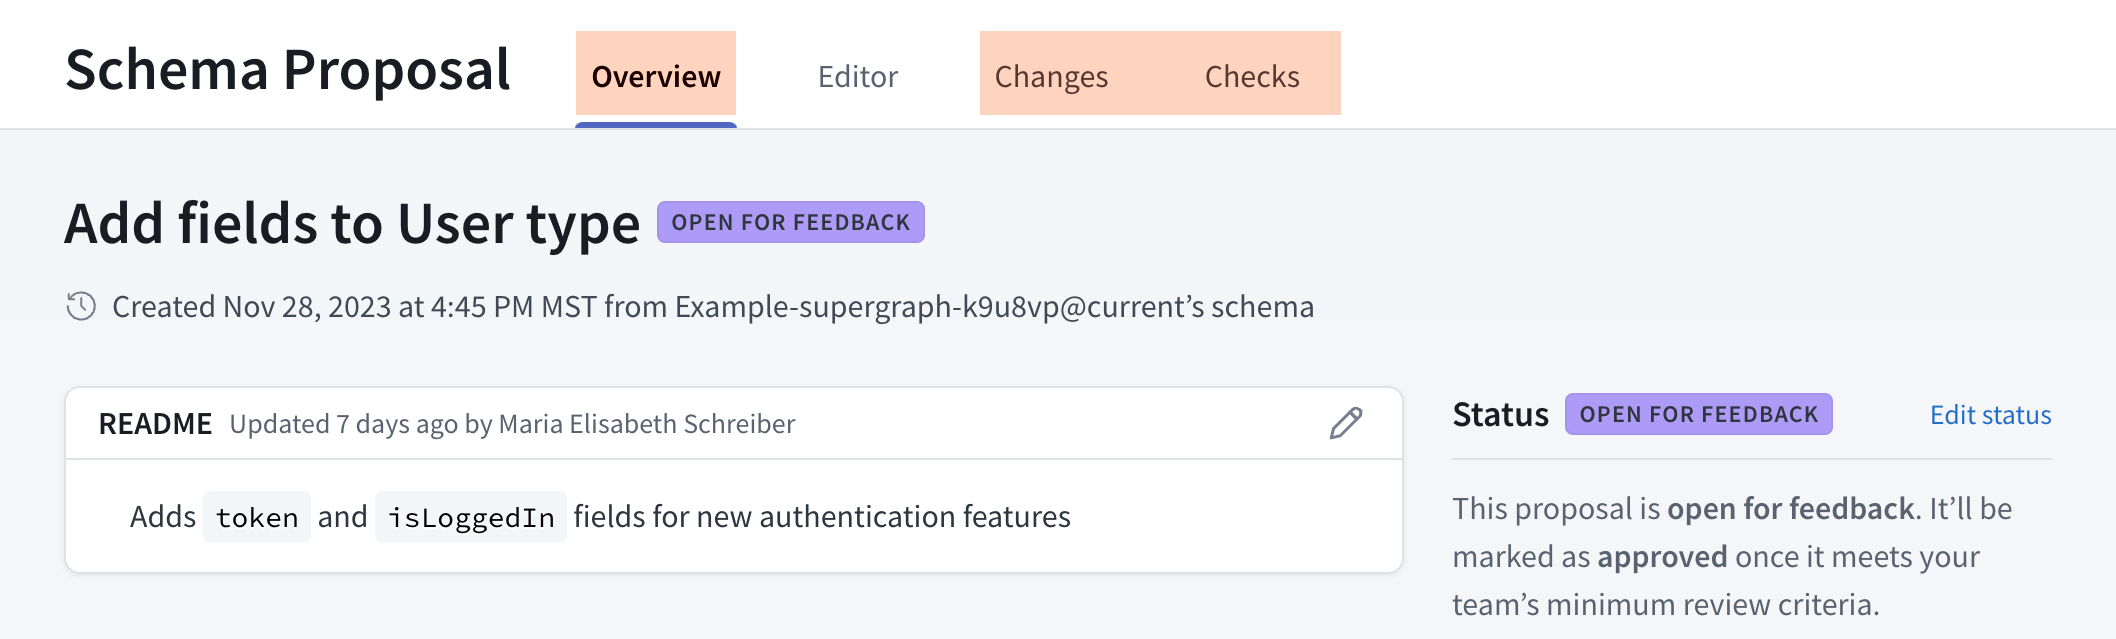 Schema Proposal Overview Editor Changes Checks
Add fields to User type OPEN FOR FEEDBACK
Created Nov 28, 2023 at 4:45 PM MST from Example-supergraph-k9u8vp@current’s schema
README Updated 7 days ago by Maria Elisabeth Schreiber
Adds token and isLoggedIn fields for new authentication features
Status OPEN FOR FEEDBACK Edit status
This proposal is open for feedback. It’ll be
marked as approved once it meets your
team’s minimum review criteria.